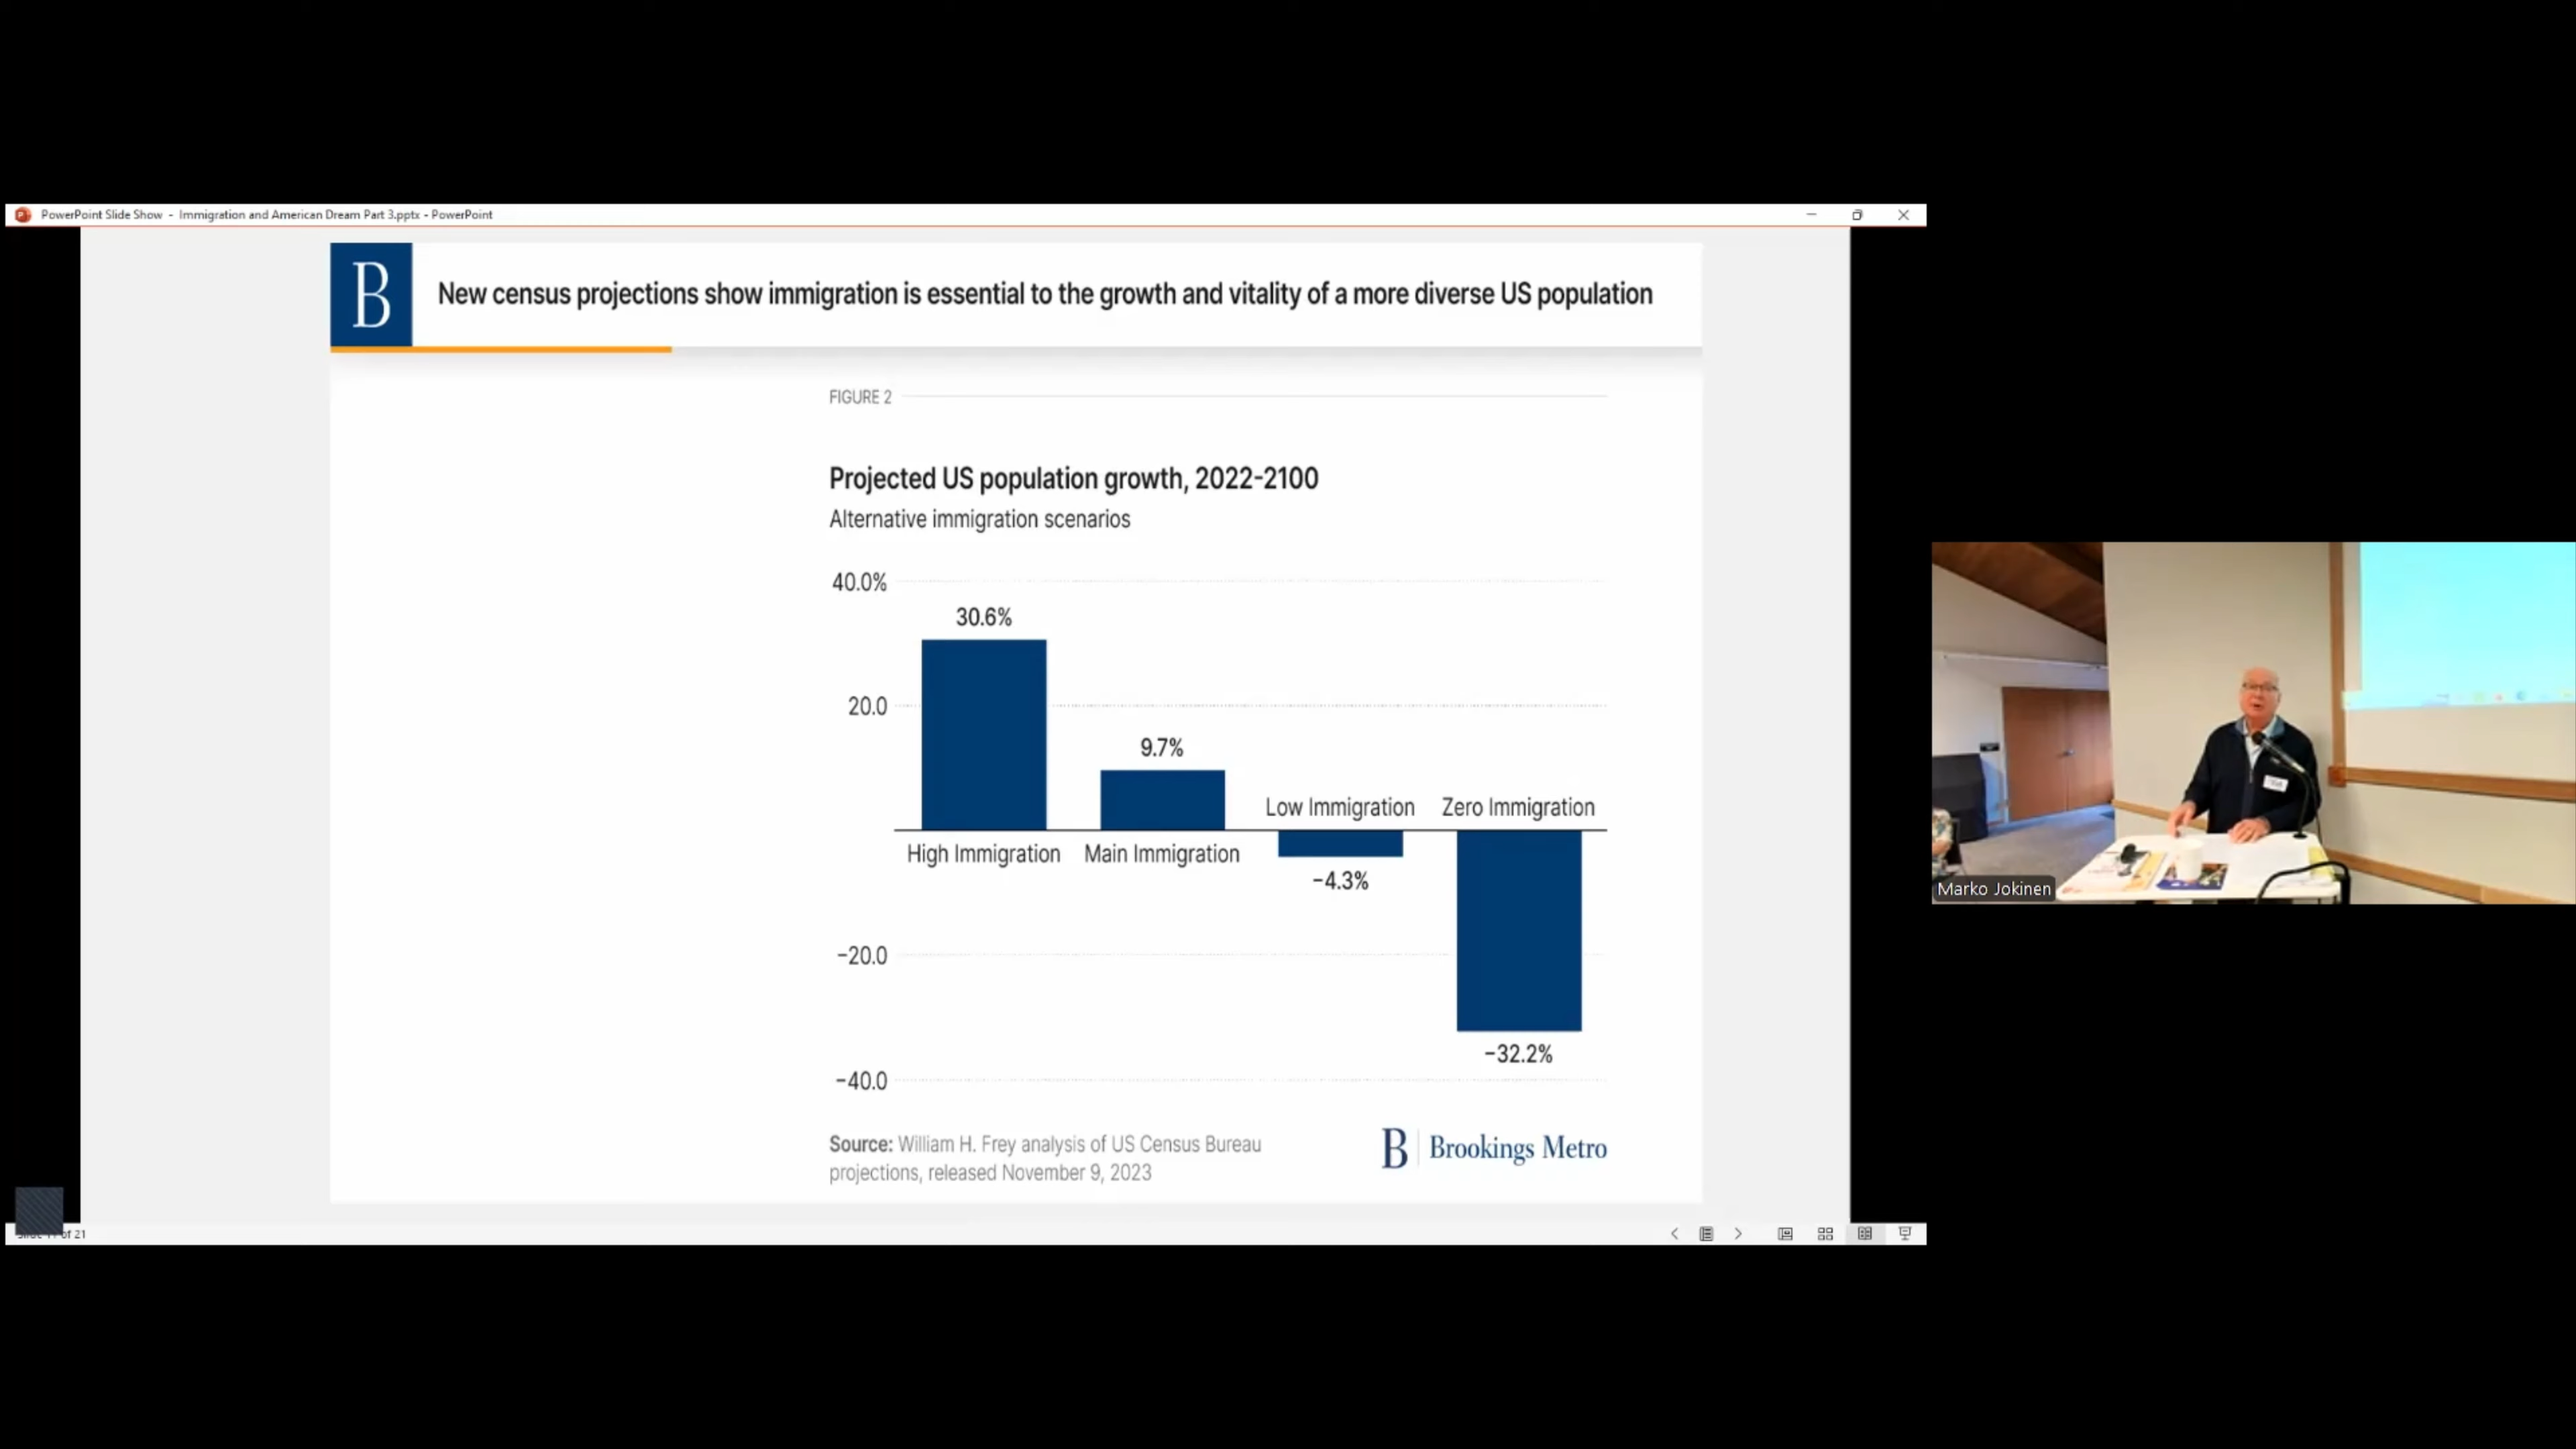 PowerPoint Slide Show - Immigration and American Dream Part 3.pptx - PowerPoint
B
New census projections show immigration is essential to the growth and vitality of a more diverse US population
FIGURE 2
Projected US population growth, 2022-2100
Alternative immigration scenarios
40.0%
30.6%
20.0
9.7%
Low Immigration Zero Immigration
High Immigration Main Immigration
-4.3%
-20.0
-32.2%
-40.0
Source: William H. Frey analysis of US Census Bureau
projections, released November 9, 2023
B Brookings Metro
Marko Jokinen
of 21